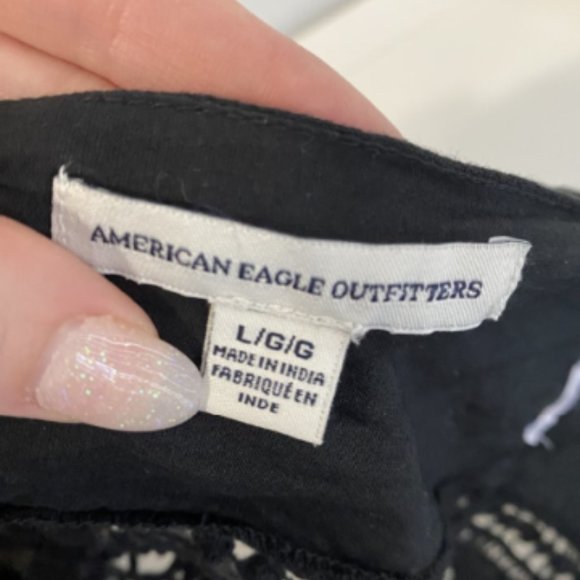 AMERICAN EAGLE OUTFITTERS
L/G/G
MADE IN INDIA
FABRIQUÉ EN
INDE